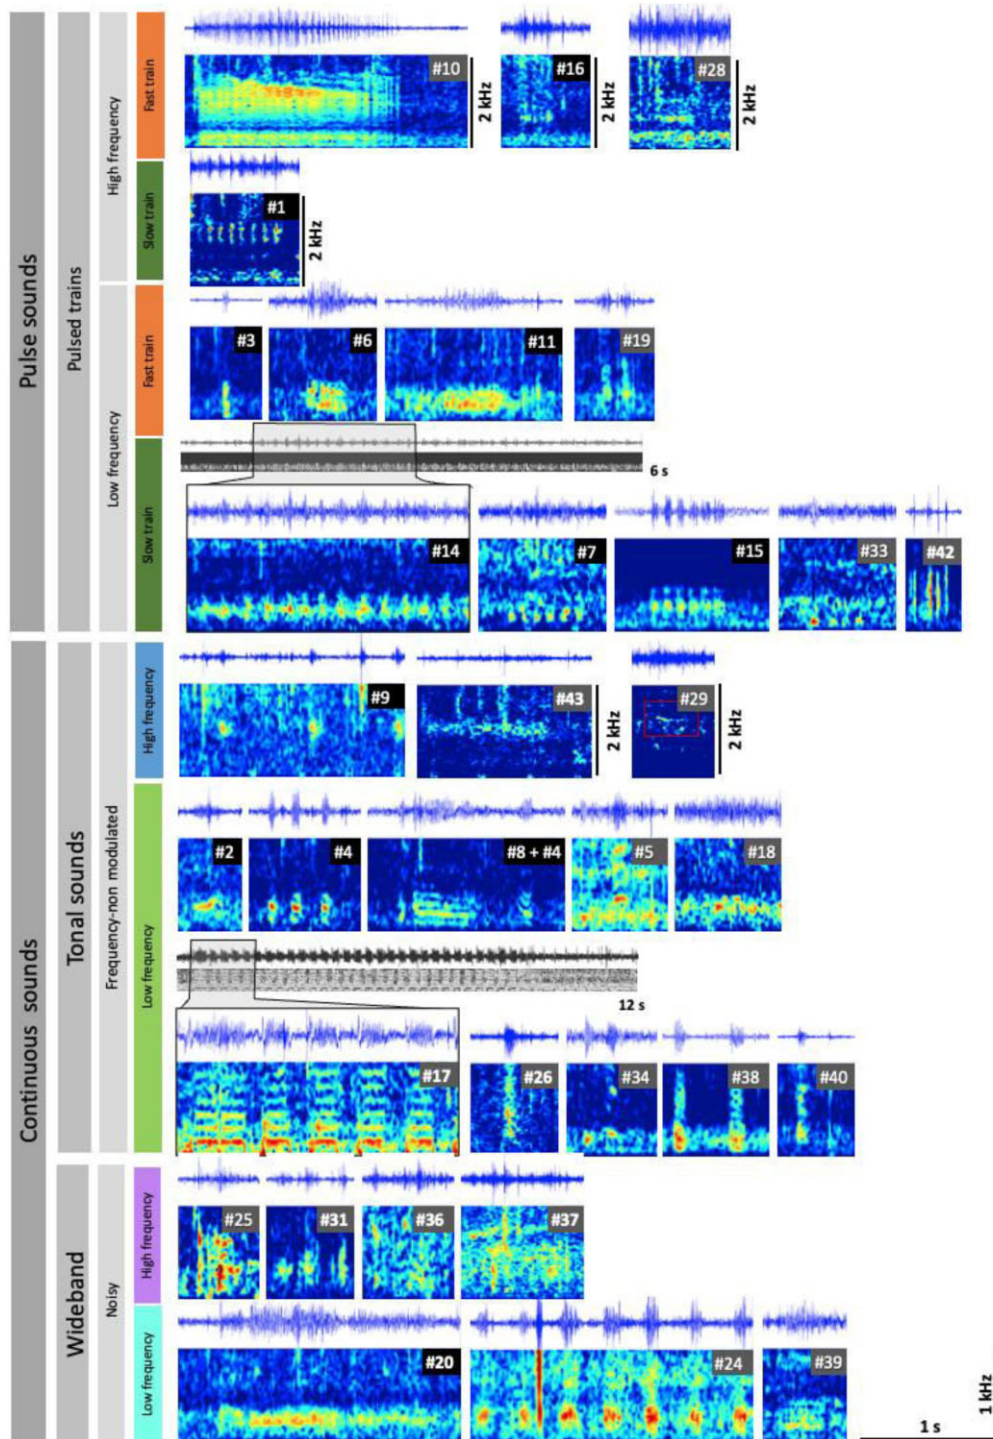 Pulse sounds
Pulsed trains
High frequency
Fast train
#10
2 kHz
#16
2 kHz
#28
2 kHz
Slow train
#1
2 kHz
Low frequency
Fast train
#3
#6
#11
#19
Slow train
6 s
#14
#7
#15
#33
#42
Continuous sounds
Tonal sounds
Frequency-non modulated
High frequency
#9
#43
2 kHz
#29
2 kHz
Low frequency
#2
#4
#8 + #4
#5
#18
12 s
#17
#26
#34
#38
#40
Wideband
Noisy
High frequency
#25
#31
#36
#37
Low frequency
#20
#24
#39
1 kHz
1 s